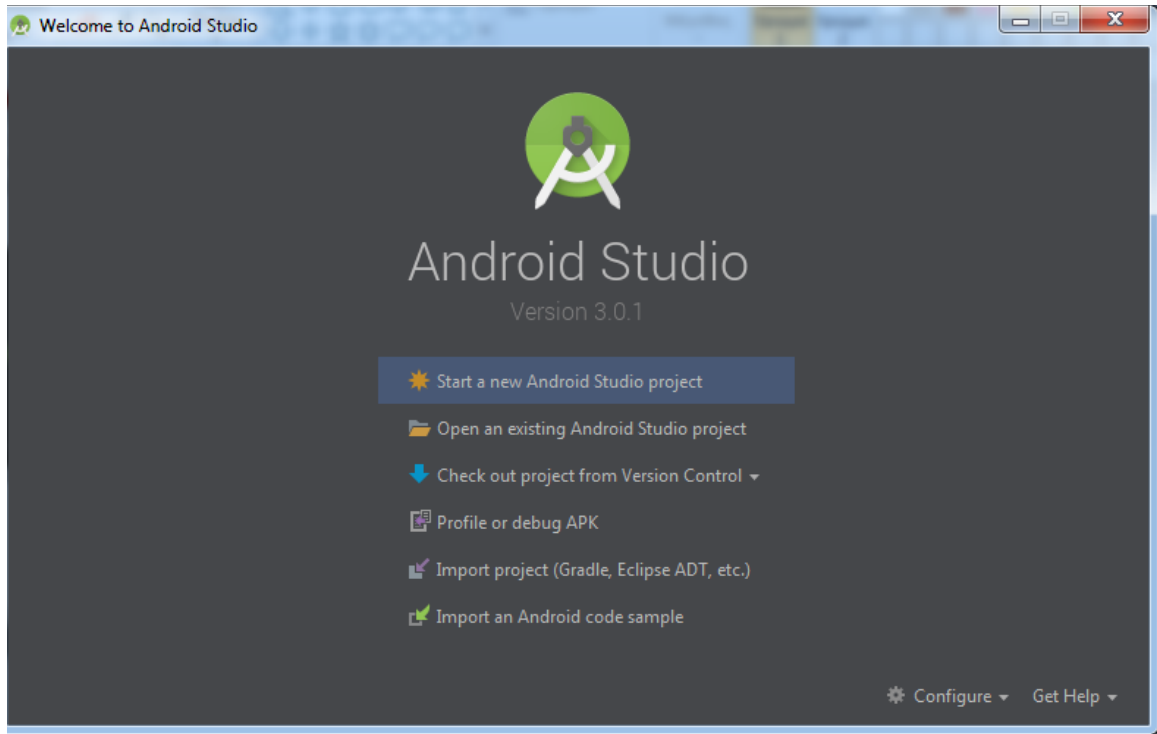 Welcome to Android Studio
Android Studio
Version 3.0.1
Start a new Android Studio project
Open an existing Android Studio project
Check out project from Version Control
Profile or debug APK
Import project (Gradle, Eclipse ADT, etc.)
Import an Android code sample
Configure Get Help